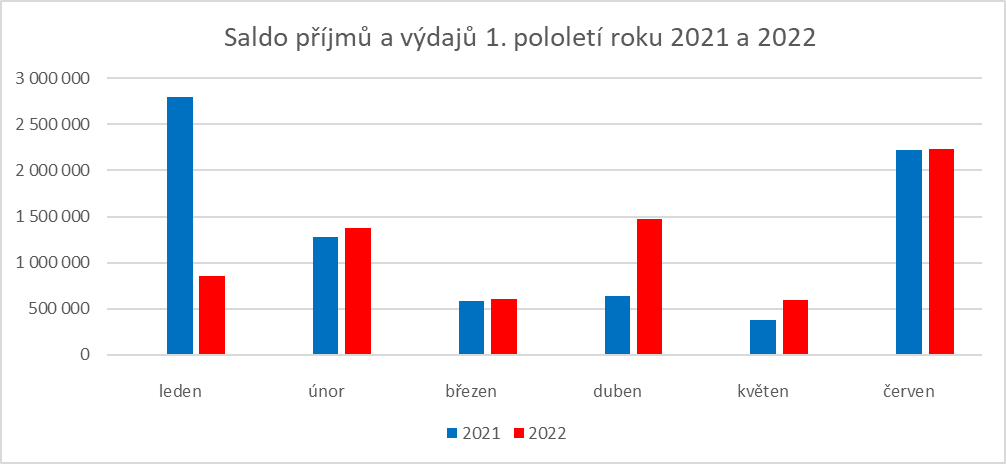 Saldo příjmů a výdajů 1. pololetí roku 2021 a 2022
3 000 000
2 500 000
2 000 000
1 500 000
1 000 000
500 000
0
leden únor březen duben květen červen
2021 2022